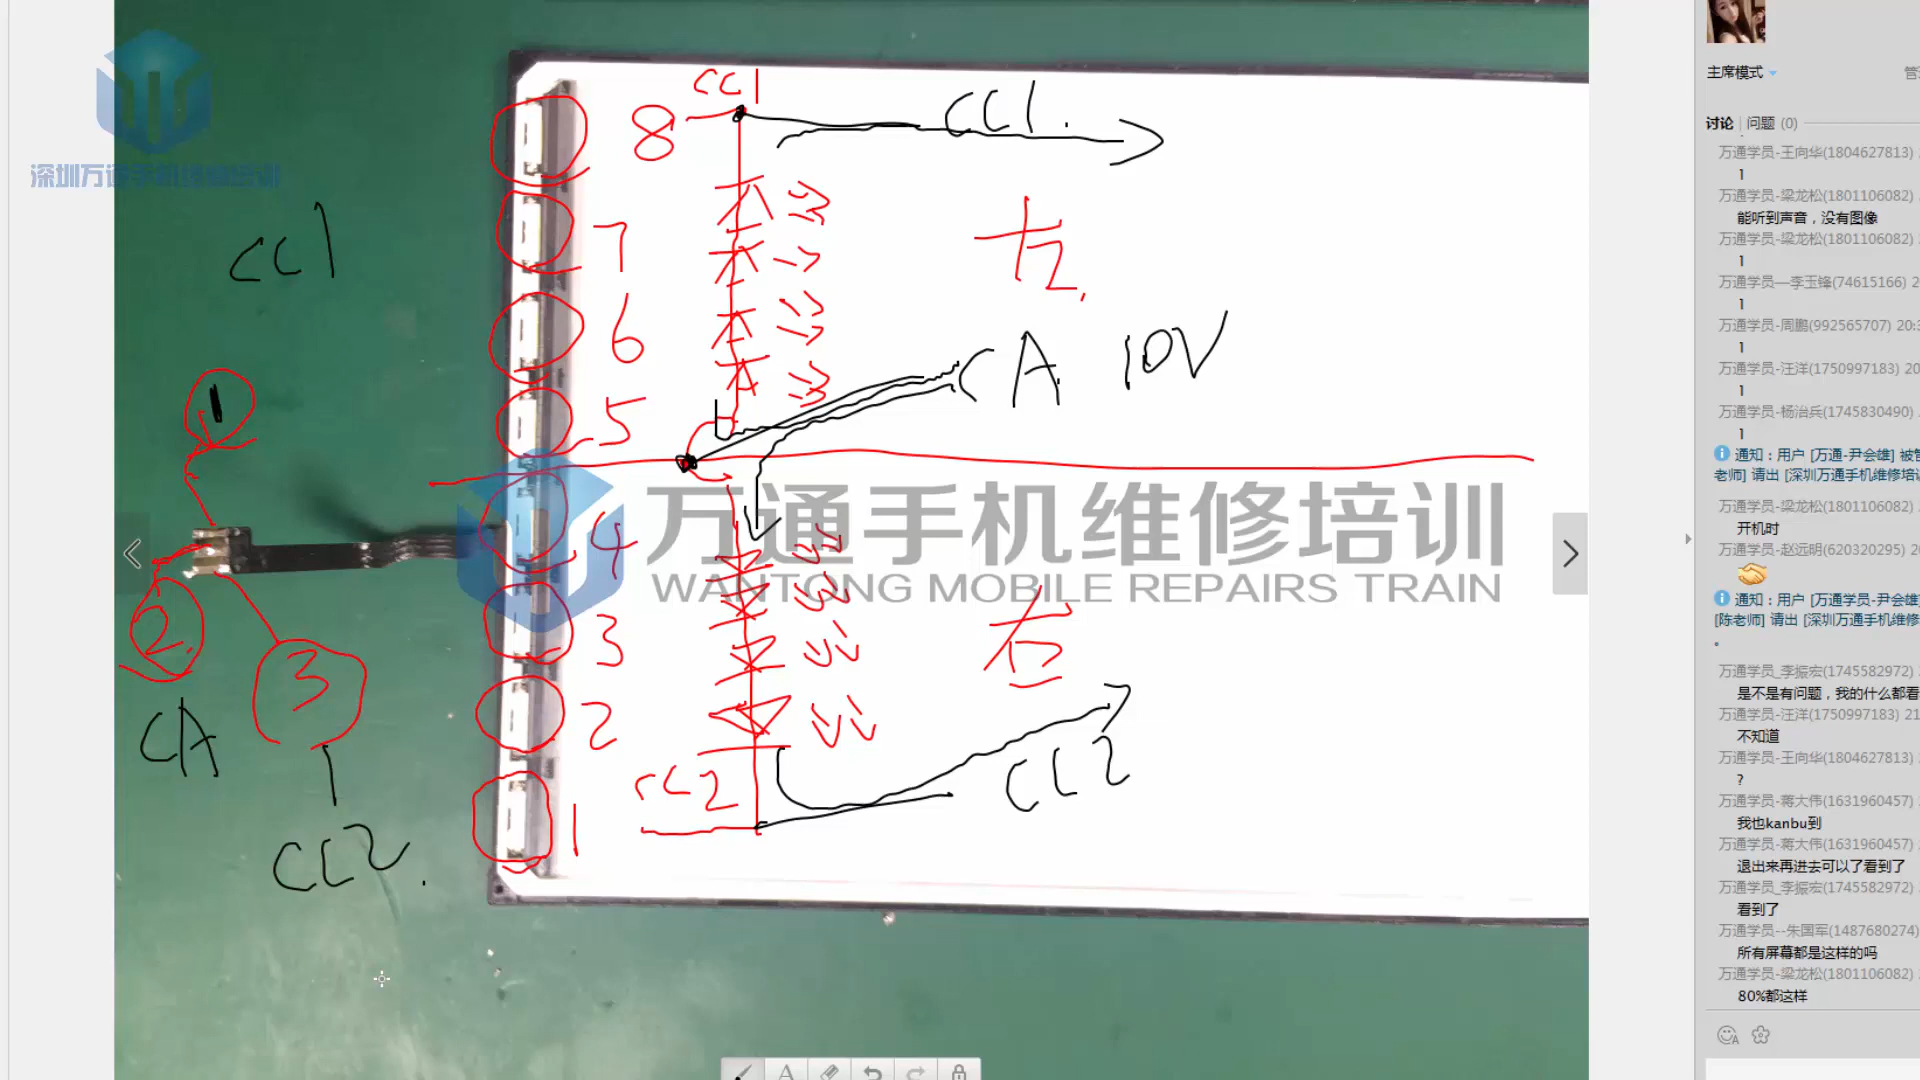 深圳万通手机维修培训
CC1
8
CC1.
CC1
7
左.
6
CA 10V
5
1
万通手机维修培训
WANTONG MOBILE REPAIRS TRAIN
4
2
3
3
右
CA
2
CC2
CC2
1
CC2.
主席模式
讨论 | 问题 (0)
万通学员-王向华(1804627813)
1
万通学员-梁龙松(1801106082)
能听到声音，没有图像
万通学员-梁龙松(1801106082)
1
万通学员—李玉锋(74615166) 2
1
万通学员-周鹏(992565707) 20:
1
万通学员-汪洋(1750997183) 20
1
万通学员-杨治兵(1745830490)
1
通知：用户 [万通-尹会雄] 被
老师] 请出 [深圳万通手机维修培
万通学员-梁龙松(1801106082)
开机时
万通学员-赵远明(620320295) 2
通知：用户 [万通学员-尹会雄
[陈老师] 请出 [深圳万通手机维修
。
万通学员_李振宏(1745582972)
是不是有问题，我的什么都看
万通学员-汪洋(1750997183) 21
不知道
万通学员-王向华(1804627813)
?
万通学员-蒋大伟(1631960457)
我也kanbu到
万通学员-蒋大伟(1631960457)
退出来再进去可以了看到了
万通学员_李振宏(1745582972)
看到了
万通学员--朱国军(1487680274)
所有屏幕都是这样的吗
万通学员-梁龙松(1801106082)
80%都这样